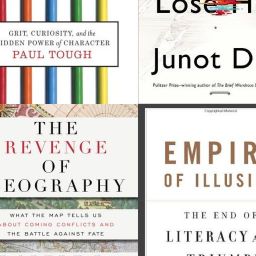 GRIT, CURIOSITY, AND THE
HIDDEN POWER OF CHARACTER
PAUL TOUGH
Lose H
Junot D
Pulitzer Prize-winning author of The Brief Wondrous
THE
REVENGE
OF
EOGRAPHY
WHAT THE MAP TELLS US
ABOUT COMING CONFLICTS AND
THE BATTLE AGAINST FATE
EMPIR
OF ILLUSI
THE END OF
LITERACY A
TRIUMP